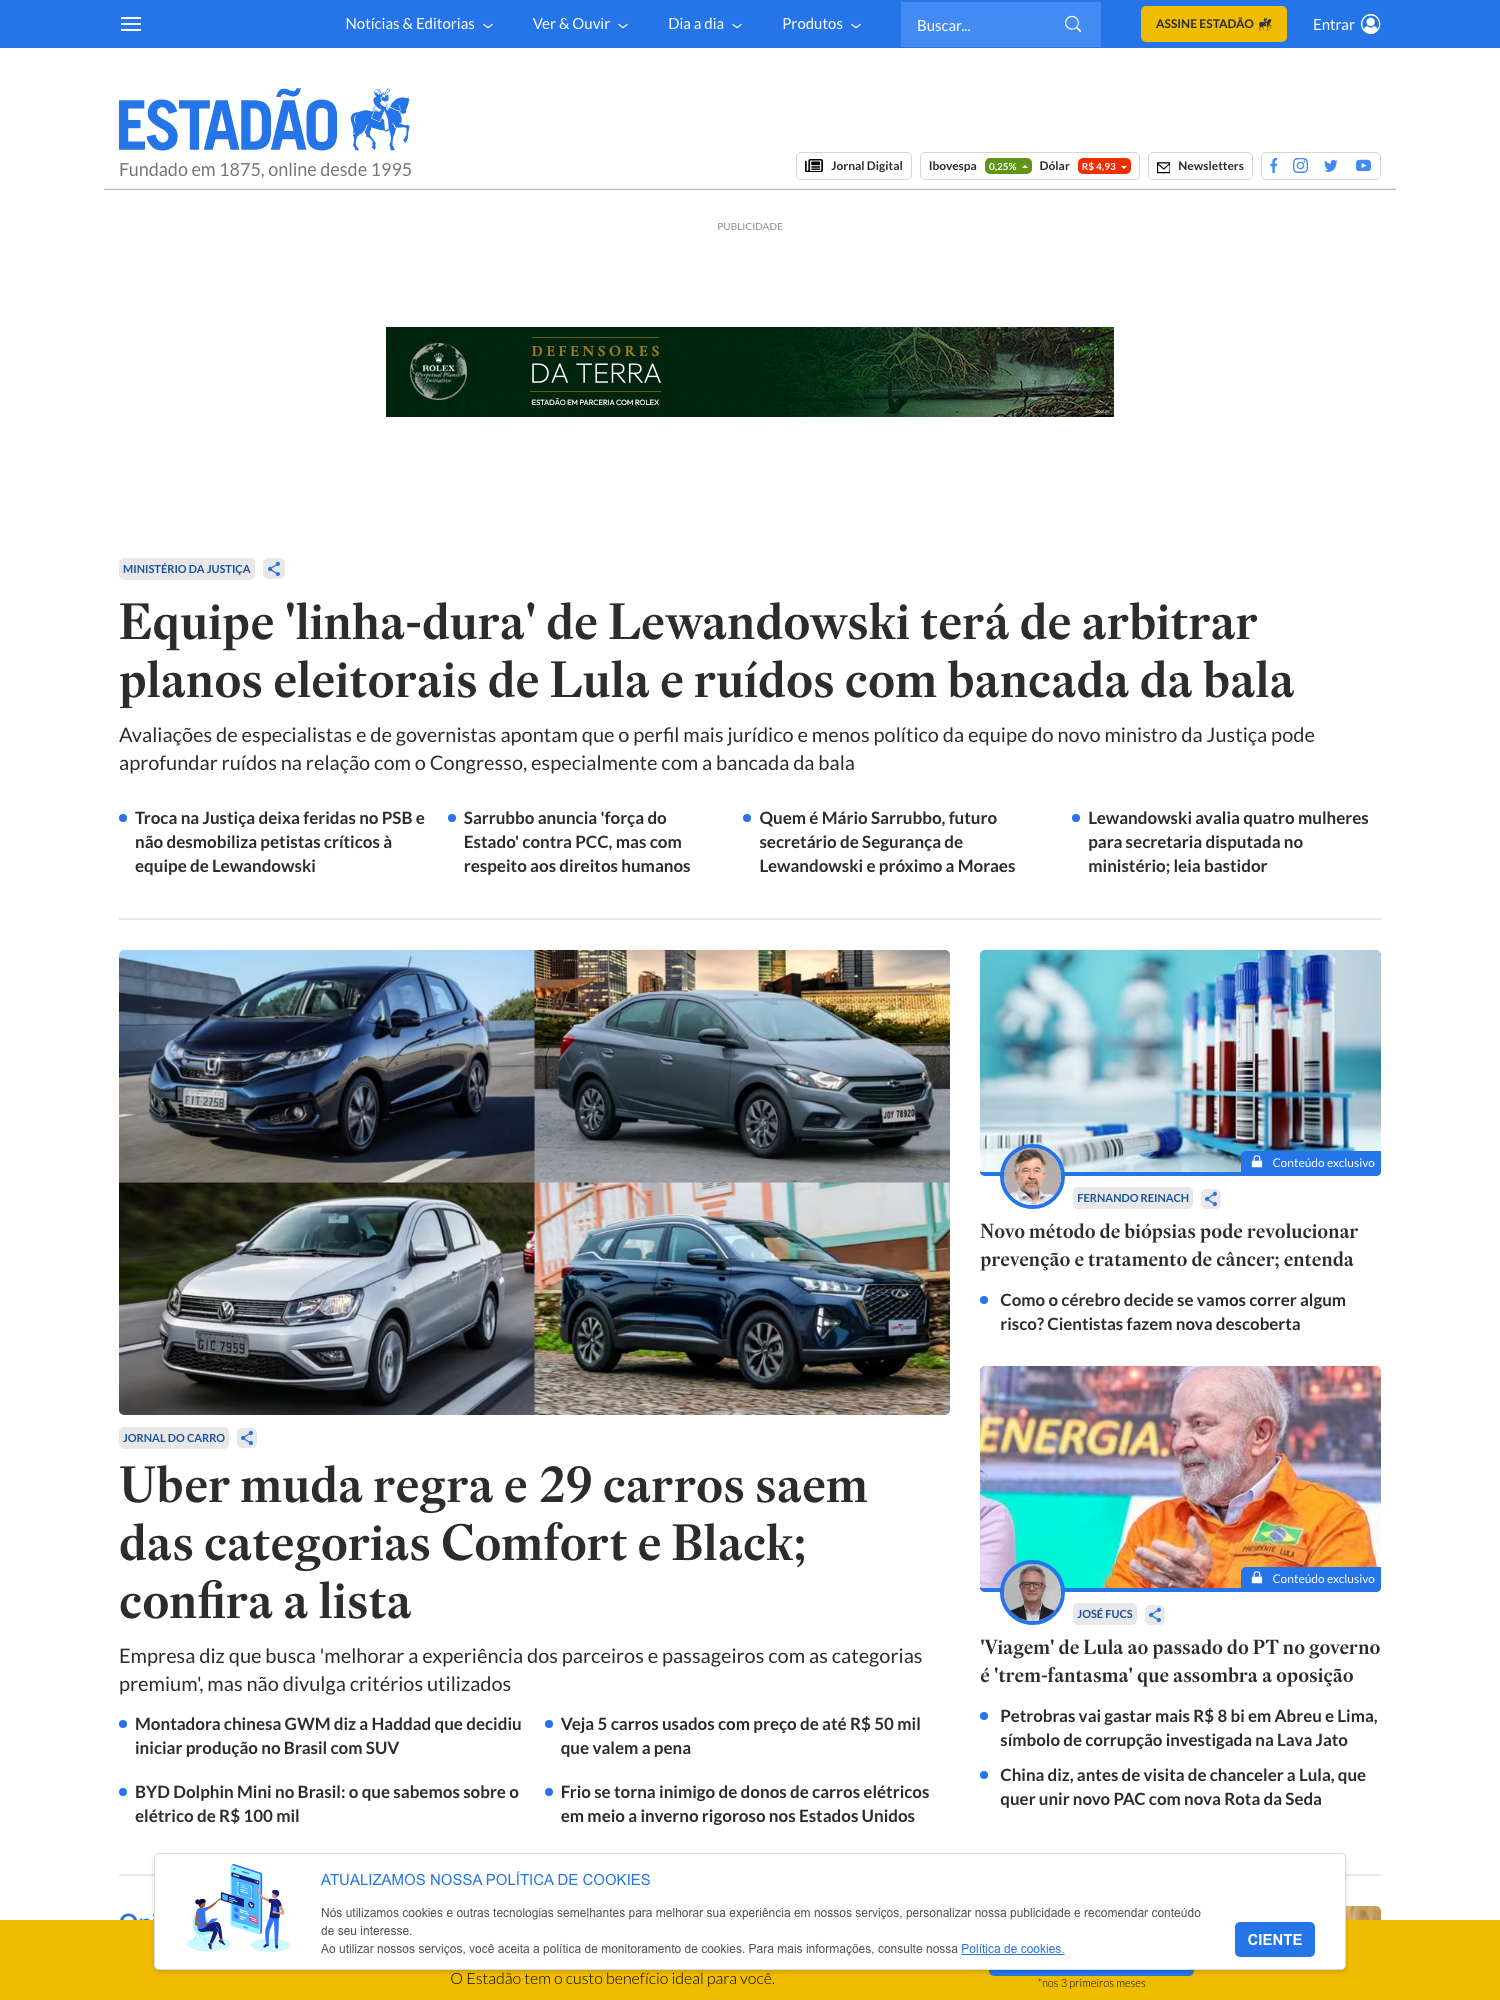 Notícias & Editorias
Ver & Ouvir
Dia a dia
Produtos
Buscar...
ASSINE ESTADÃO
Entrar
ESTADÃO
Fundado em 1875, online desde 1995
Jornal Digital
Ibovespa 0,25% Dólar R$ 4,93
Newsletters
PUBLICIDADE
ROLEX
Perpetual Planet
Initiative
DEFENSORES
DA TERRA
ESTADÃO EM PARCERIA COM ROLEX
MINISTÉRIO DA JUSTIÇA
Equipe 'linha-dura' de Lewandowski terá de arbitrar
planos eleitorais de Lula e ruídos com bancada da bala
Avaliações de especialistas e de governistas apontam que o perfil mais jurídico e menos político da equipe do novo ministro da Justiça pode
aprofundar ruídos na relação com o Congresso, especialmente com a bancada da bala
Troca na Justiça deixa feridas no PSB e
não desmobiliza petistas críticos à
equipe de Lewandowski
Sarrubbo anuncia 'força do
Estado' contra PCC, mas com
respeito aos direitos humanos
Quem é Mário Sarrubbo, futuro
secretário de Segurança de
Lewandowski e próximo a Moraes
Lewandowski avalia quatro mulheres
para secretaria disputada no
ministério; leia bastidor
FIT-2758
JOY 78920
GIC 7959
JORNAL DO CARRO
Uber muda regra e 29 carros saem
das categorias Comfort e Black;
confira a lista
Empresa diz que busca 'melhorar a experiência dos parceiros e passageiros com as categorias
premium', mas não divulga critérios utilizados
Montadora chinesa GWM diz a Haddad que decidiu
iniciar produção no Brasil com SUV
Veja 5 carros usados com preço de até R$ 50 mil
que valem a pena
BYD Dolphin Mini no Brasil: o que sabemos sobre o
elétrico de R$ 100 mil
Frio se torna inimigo de donos de carros elétricos
em meio a inverno rigoroso nos Estados Unidos
Conteúdo exclusivo
FERNANDO REINACH
Novo método de biópsias pode revolucionar
prevenção e tratamento de câncer; entenda
Como o cérebro decide se vamos correr algum
risco? Cientistas fazem nova descoberta
ENERGIA.
PRESIDENTE LULA
Conteúdo exclusivo
JOSÉ FUCS
'Viagem' de Lula ao passado do PT no governo
é 'trem-fantasma' que assombra a oposição
Petrobras vai gastar mais R$ 8 bi em Abreu e Lima,
símbolo de corrupção investigada na Lava Jato
China diz, antes de visita de chanceler a Lula, que
quer unir novo PAC com nova Rota da Seda
ATUALIZAMOS NOSSA POLÍTICA DE COOKIES
Nós utilizamos cookies e outras tecnologias semelhantes para melhorar sua experiência em nossos serviços, personalizar nossa publicidade e recomendar conteúdo
de seu interesse.
Ao utilizar nossos serviços, você aceita a política de monitoramento de cookies. Para mais informações, consulte nossa Política de cookies.
CIENTE
O Estadão tem o custo benefício ideal para você.
*nos 3 primeiros meses